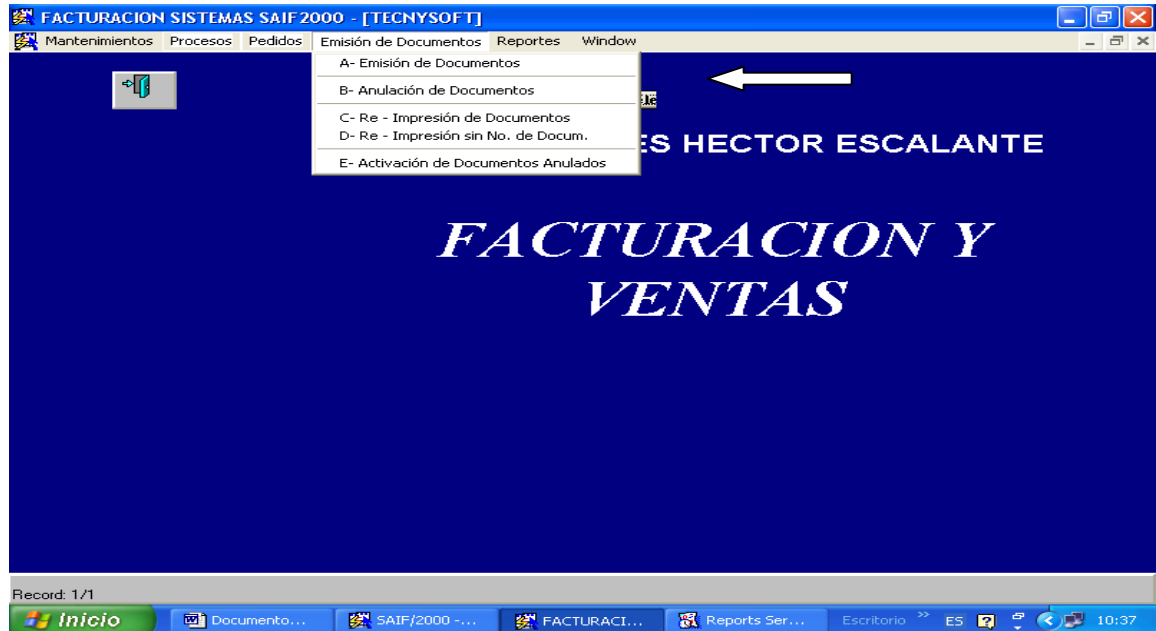 FACTURACION SISTEMAS SAIF2000 - [TECNYSOFT]
Mantenimientos Procesos Pedidos Emisión de Documentos Reportes Window
A- Emisión de Documentos
B- Anulación de Documentos
C- Re - Impresión de Documentos
D- Re - Impresión sin No. de Docum.
E- Activación de Documentos Anulados
ES HECTOR ESCALANTE
FACTURACION Y
VENTAS
Record: 1/1
Inicio Documento... SAIF/2000 -... FACTURACI... Reports Ser... Escritorio » ES 10:37